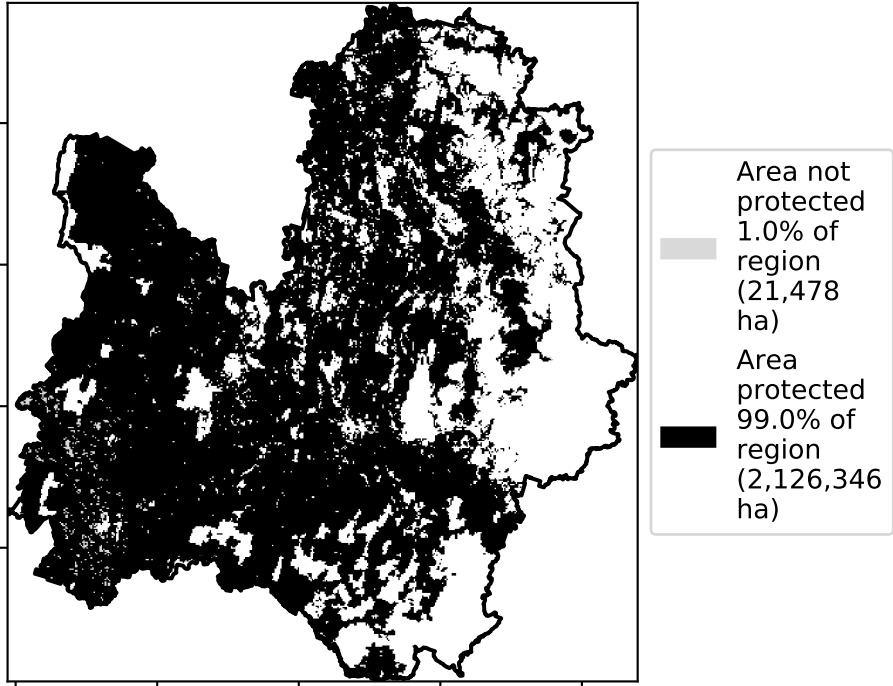 Area not
protected
1.0% of
region
(21,478
ha)
Area
protected
99.0% of
region
(2,126,346
ha)